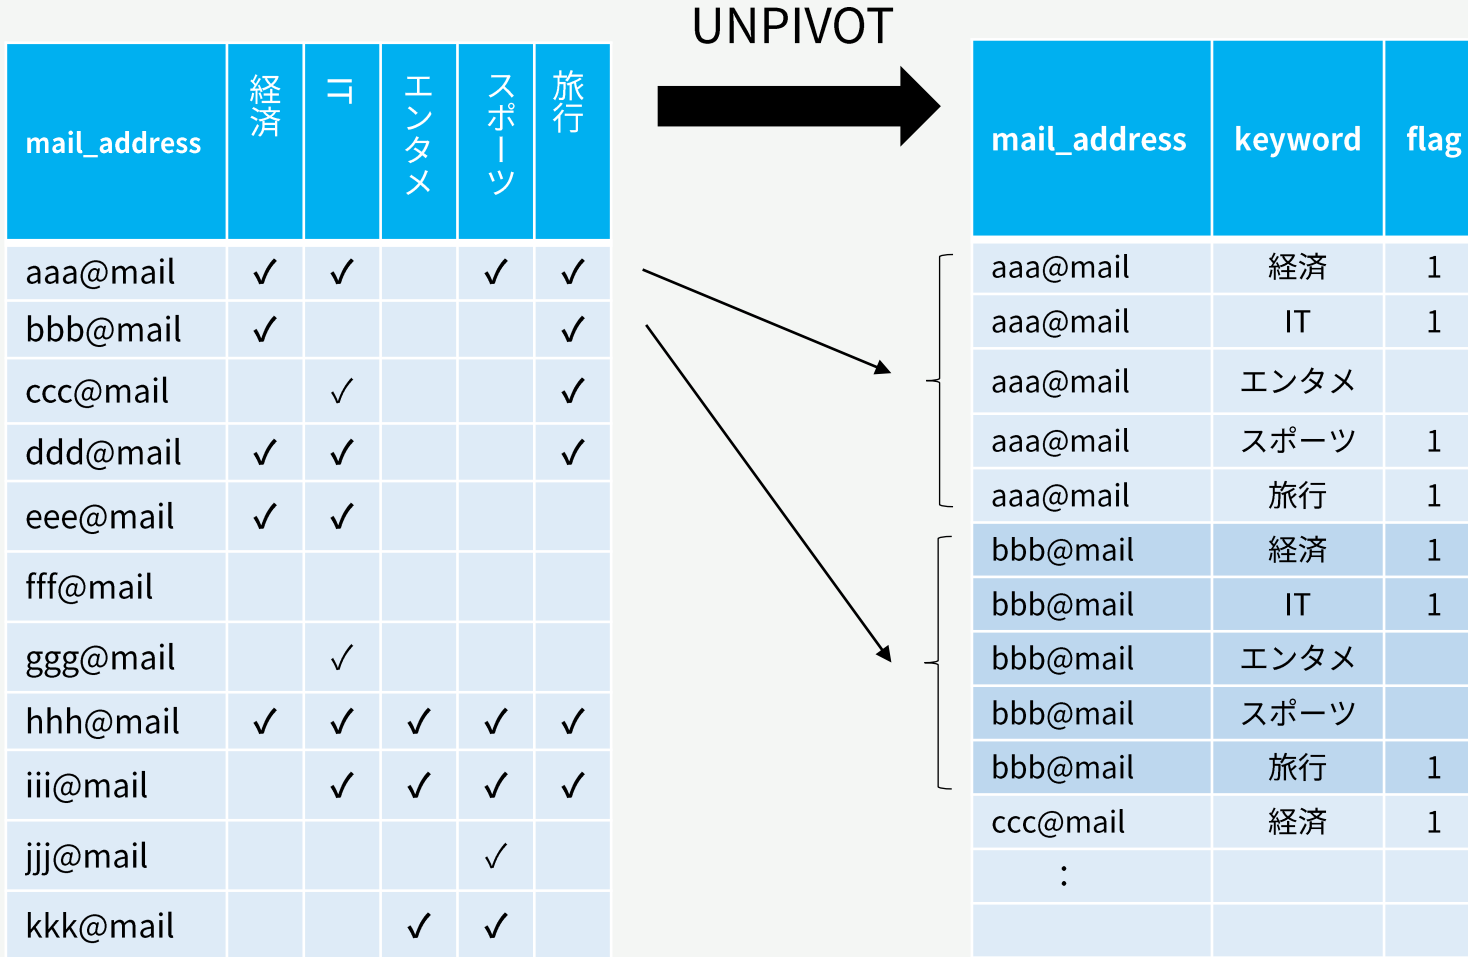 UNPIVOT
mail_address 経済 IT エンタメ スポーツ 旅行
aaa@mail ✓ ✓ ✓ ✓
bbb@mail ✓ ✓
ccc@mail ✓ ✓
ddd@mail ✓ ✓ ✓
eee@mail ✓ ✓
fff@mail
ggg@mail ✓
hhh@mail ✓ ✓ ✓ ✓ ✓
iii@mail ✓ ✓ ✓ ✓
jjj@mail ✓
kkk@mail ✓ ✓
mail_address keyword flag
aaa@mail 経済 1
aaa@mail IT 1
aaa@mail エンタメ
aaa@mail スポーツ 1
aaa@mail 旅行 1
bbb@mail 経済 1
bbb@mail IT 1
bbb@mail エンタメ
bbb@mail スポーツ
bbb@mail 旅行 1
ccc@mail 経済 1
: